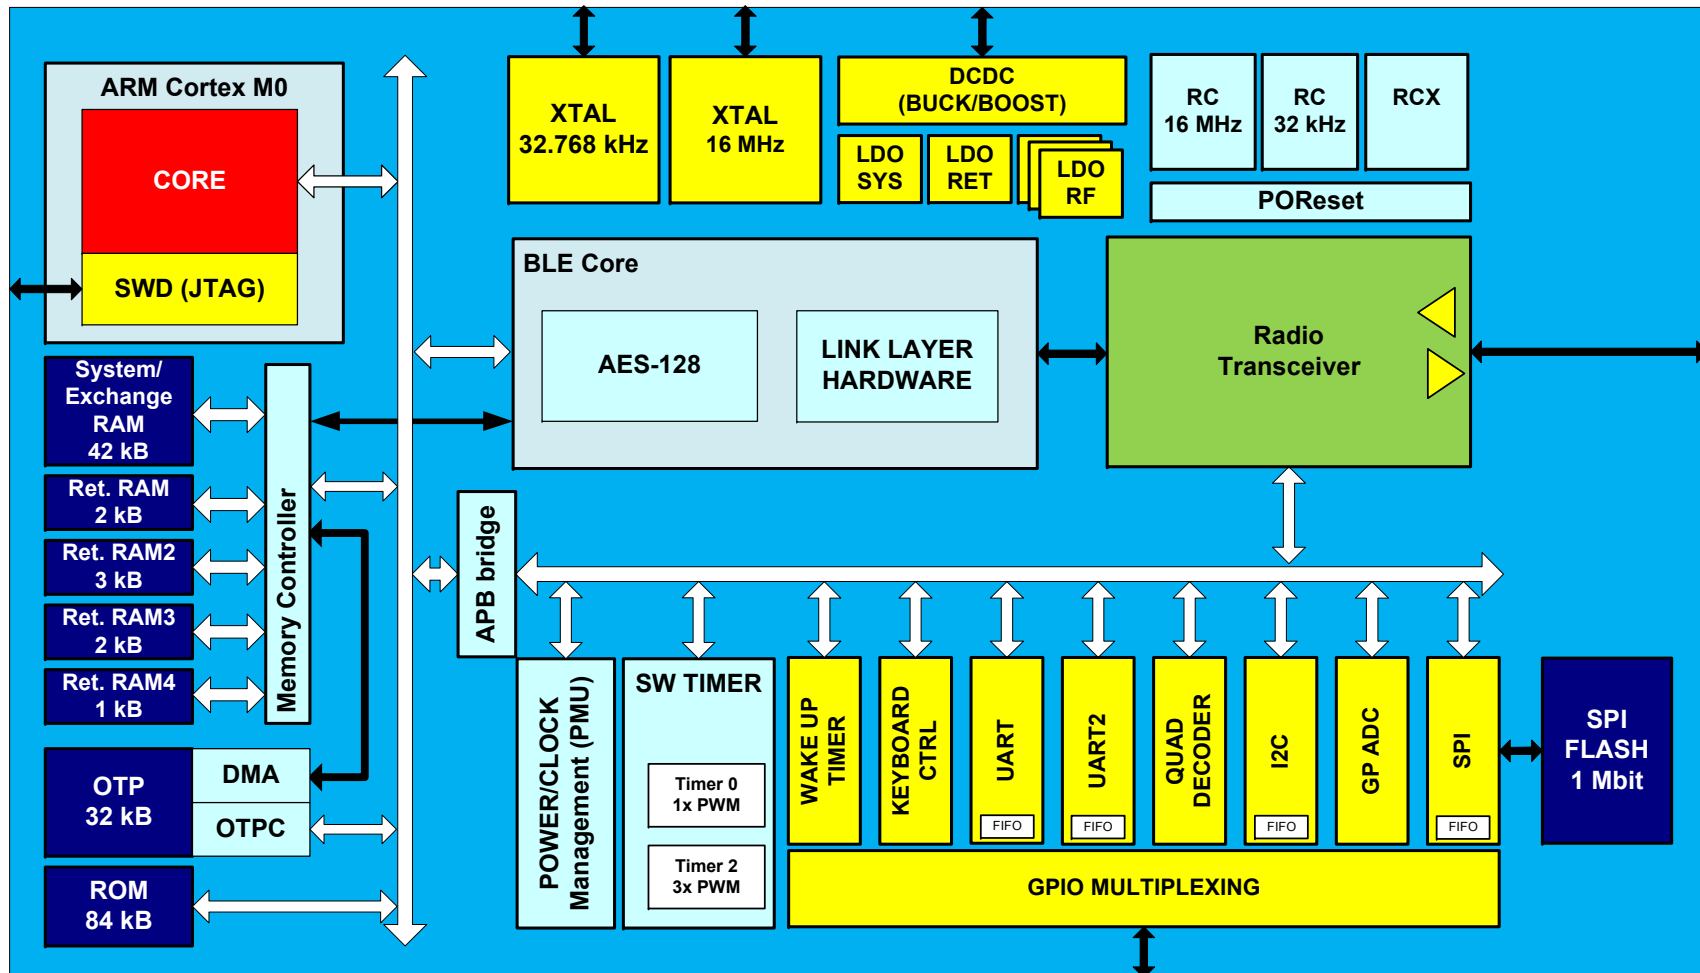 ARM Cortex M0
CORE
SWD (JTAG)
XTAL
32.768 kHz
XTAL
16 MHz
DCDC
(BUCK/BOOST)
LDO
SYS
LDO
RET
LDO
RF
RC
16 MHz
RC
32 kHz
RCX
POReset
BLE Core
AES-128
LINK LAYER
HARDWARE
Radio
Transceiver
System/
Exchange
RAM
42 kB
Ret. RAM
2 kB
Ret. RAM2
3 kB
Ret. RAM3
2 kB
Ret. RAM4
1 kB
Memory Controller
OTP
32 kB
DMA
OTPC
ROM
84 kB
APB bridge
POWER/CLOCK
Management (PMU)
SW TIMER
Timer 0
1x PWM
Timer 2
3x PWM
WAKE UP
TIMER
KEYBOARD
CTRL
UART
FIFO
UART2
FIFO
QUAD
DECODER
I2C
FIFO
GP ADC
SPI
FIFO
SPI
FLASH
1 Mbit
GPIO MULTIPLEXING